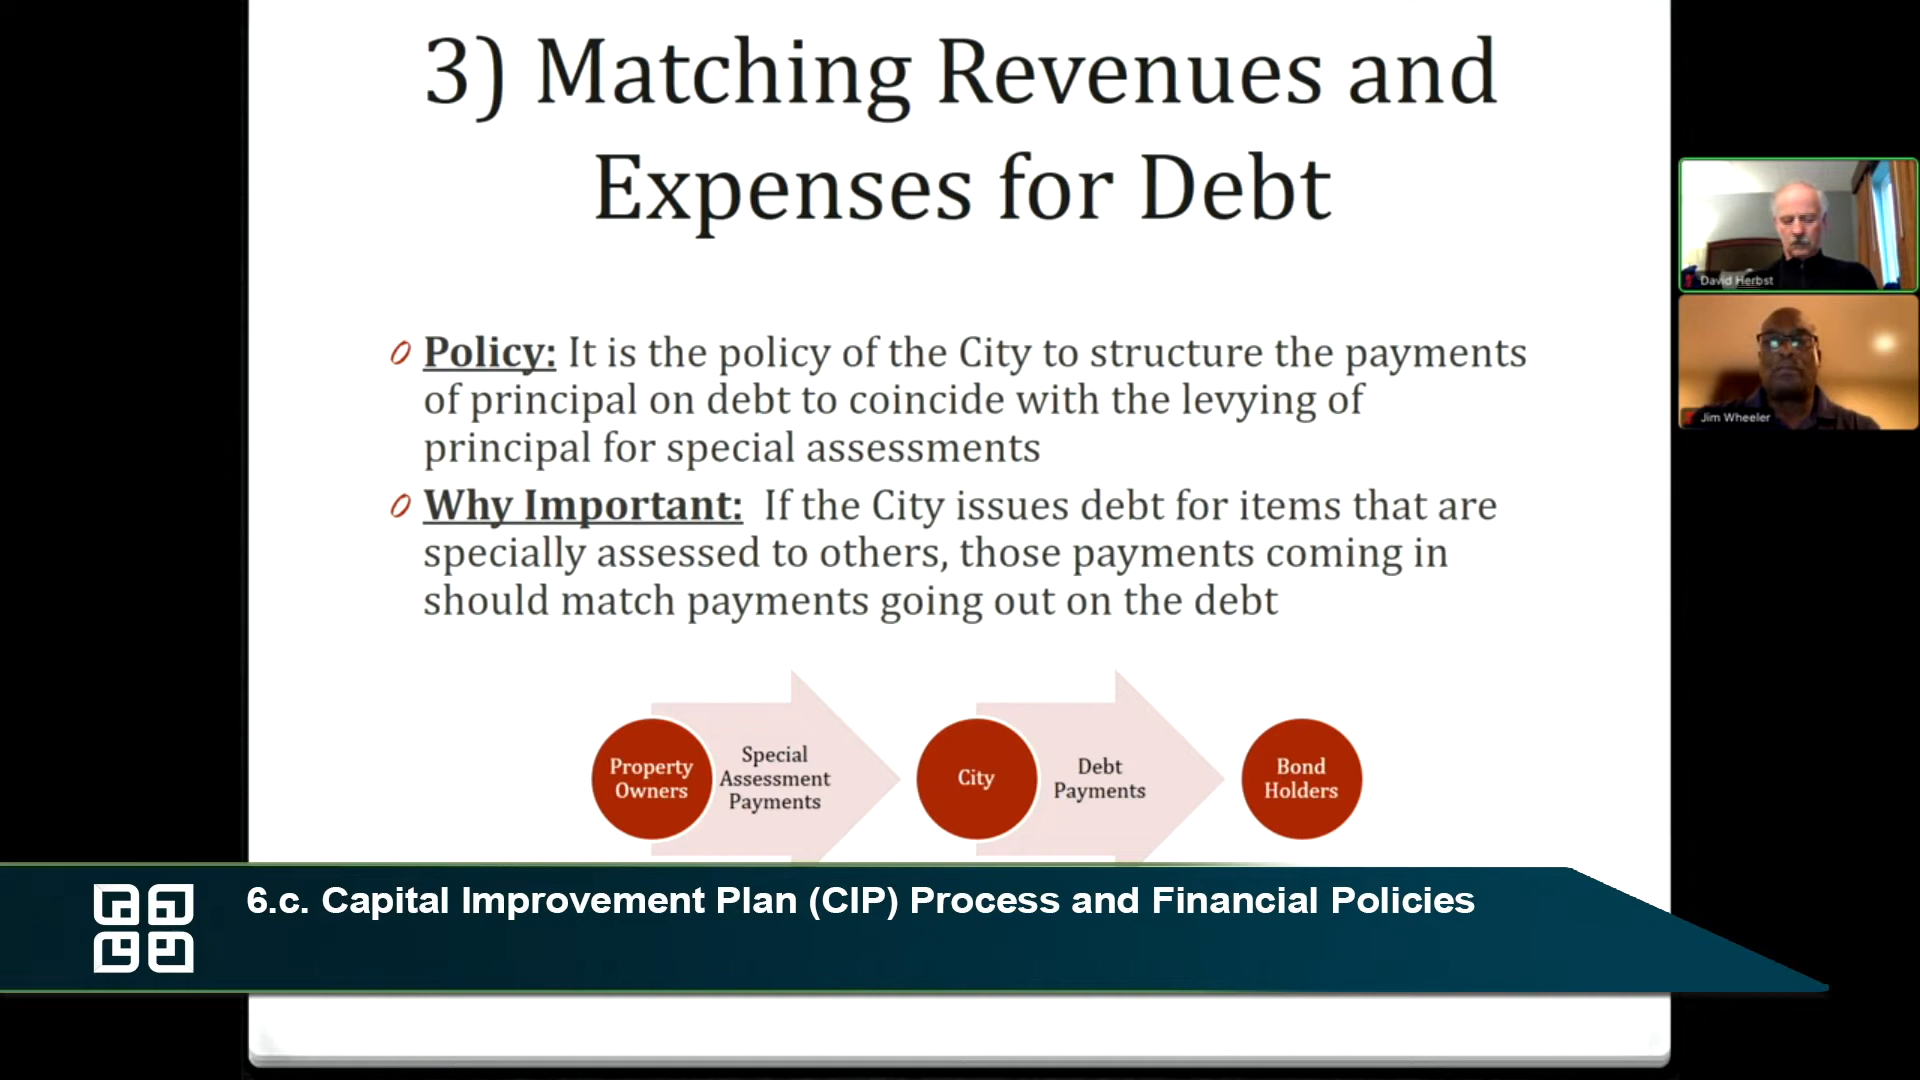 3) Matching Revenues and
Expenses for Debt
Policy: It is the policy of the City to structure the payments
of principal on debt to coincide with the levying of
principal for special assessments
Why Important: If the City issues debt for items that are
specially assessed to others, those payments coming in
should match payments going out on the debt
Property
Owners
Special
Assessment
Payments
City
Debt
Payments
Bond
Holders
David Herbst
Jim Wheeler
6.c. Capital Improvement Plan (CIP) Process and Financial Policies